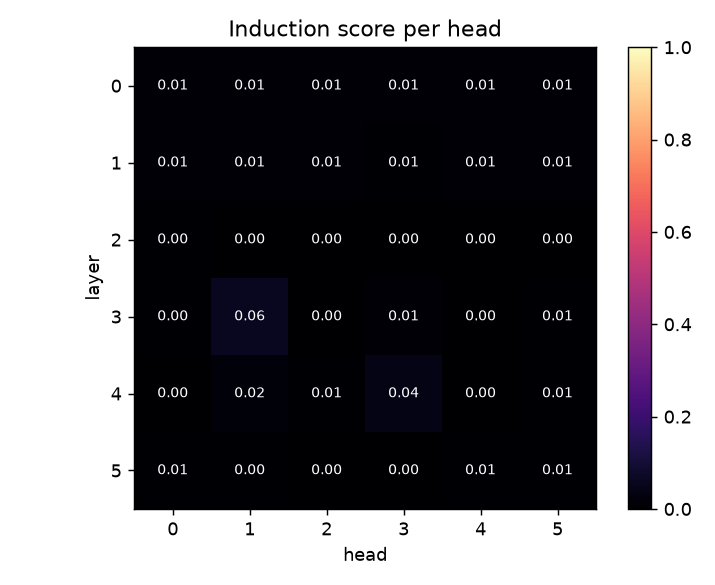 Induction score per head
0 0.01 0.01 0.01 0.01 0.01 0.01
1 0.01 0.01 0.01 0.01 0.01 0.01
2 0.00 0.00 0.00 0.00 0.00 0.00
3 0.00 0.06 0.00 0.01 0.00 0.01
4 0.00 0.02 0.01 0.04 0.00 0.01
5 0.01 0.00 0.00 0.00 0.01 0.01
0 1 2 3 4 5
head
layer
1.0
0.8
0.6
0.4
0.2
0.0